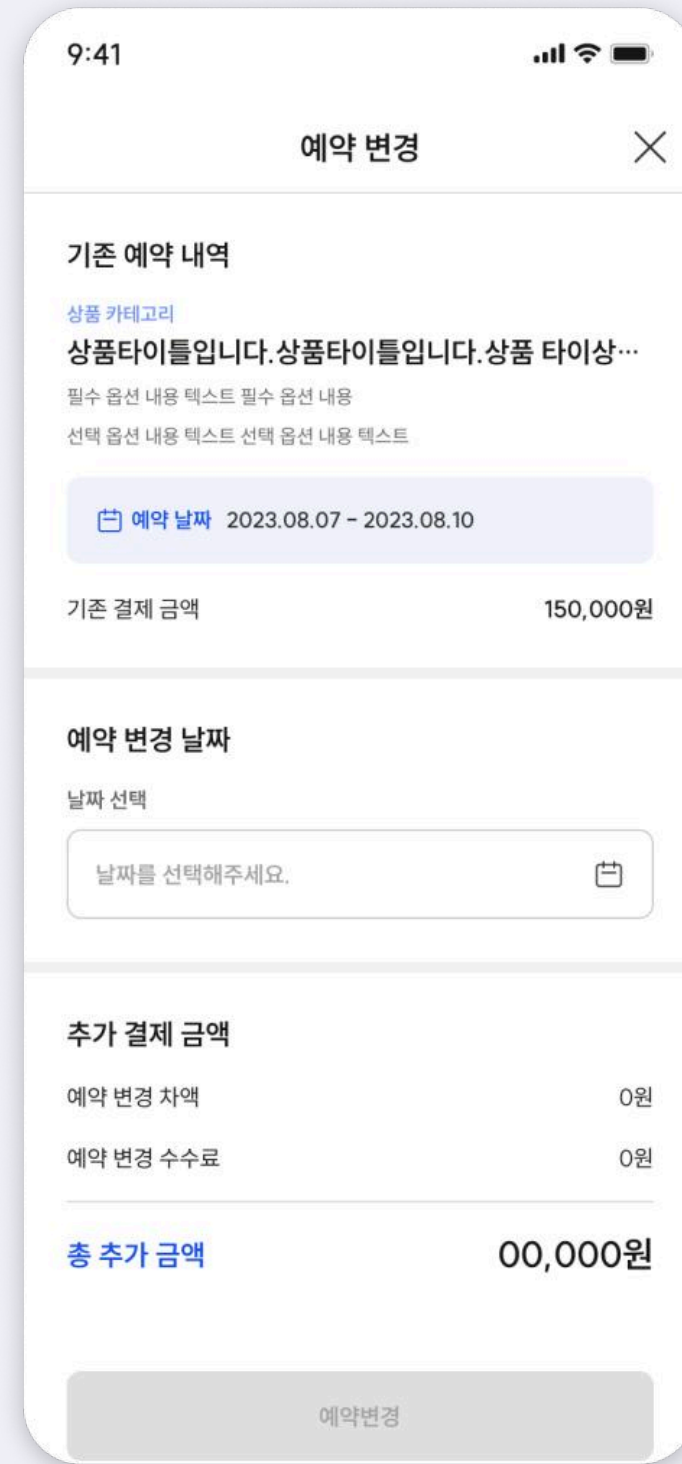 9:41
예약 변경
기존 예약 내역
상품 카테고리
상품타이틀입니다.상품타이틀입니다.상품 타이상…
필수 옵션 내용 텍스트 필수 옵션 내용
선택 옵션 내용 텍스트 선택 옵션 내용 텍스트
예약 날짜 2023.08.07 - 2023.08.10
기존 결제 금액 150,000원
예약 변경 날짜
날짜 선택
날짜를 선택해주세요.
추가 결제 금액
예약 변경 차액 0원
예약 변경 수수료 0원
총 추가 금액 00,000원
예약변경